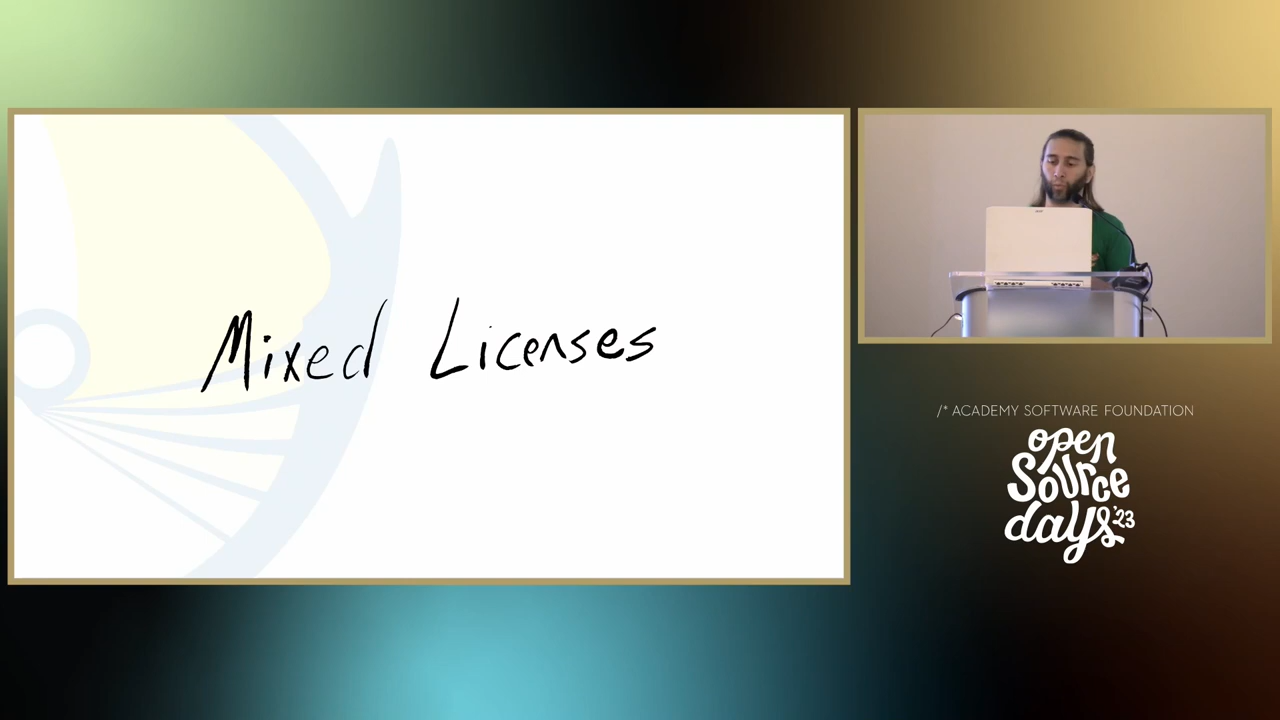 Mixed Licenses
/* ACADEMY SOFTWARE FOUNDATION
open
Source
days '23